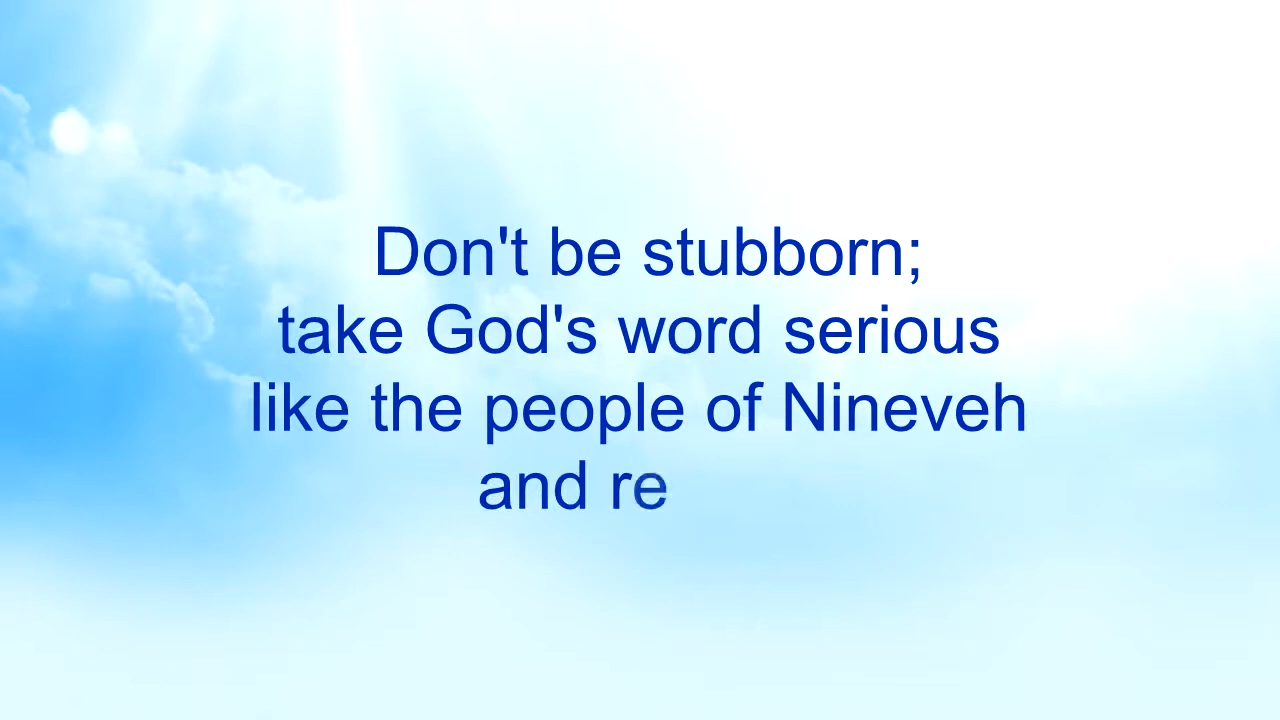 Don't be stubborn;
take God's word serious
like the people of Nineveh
and re